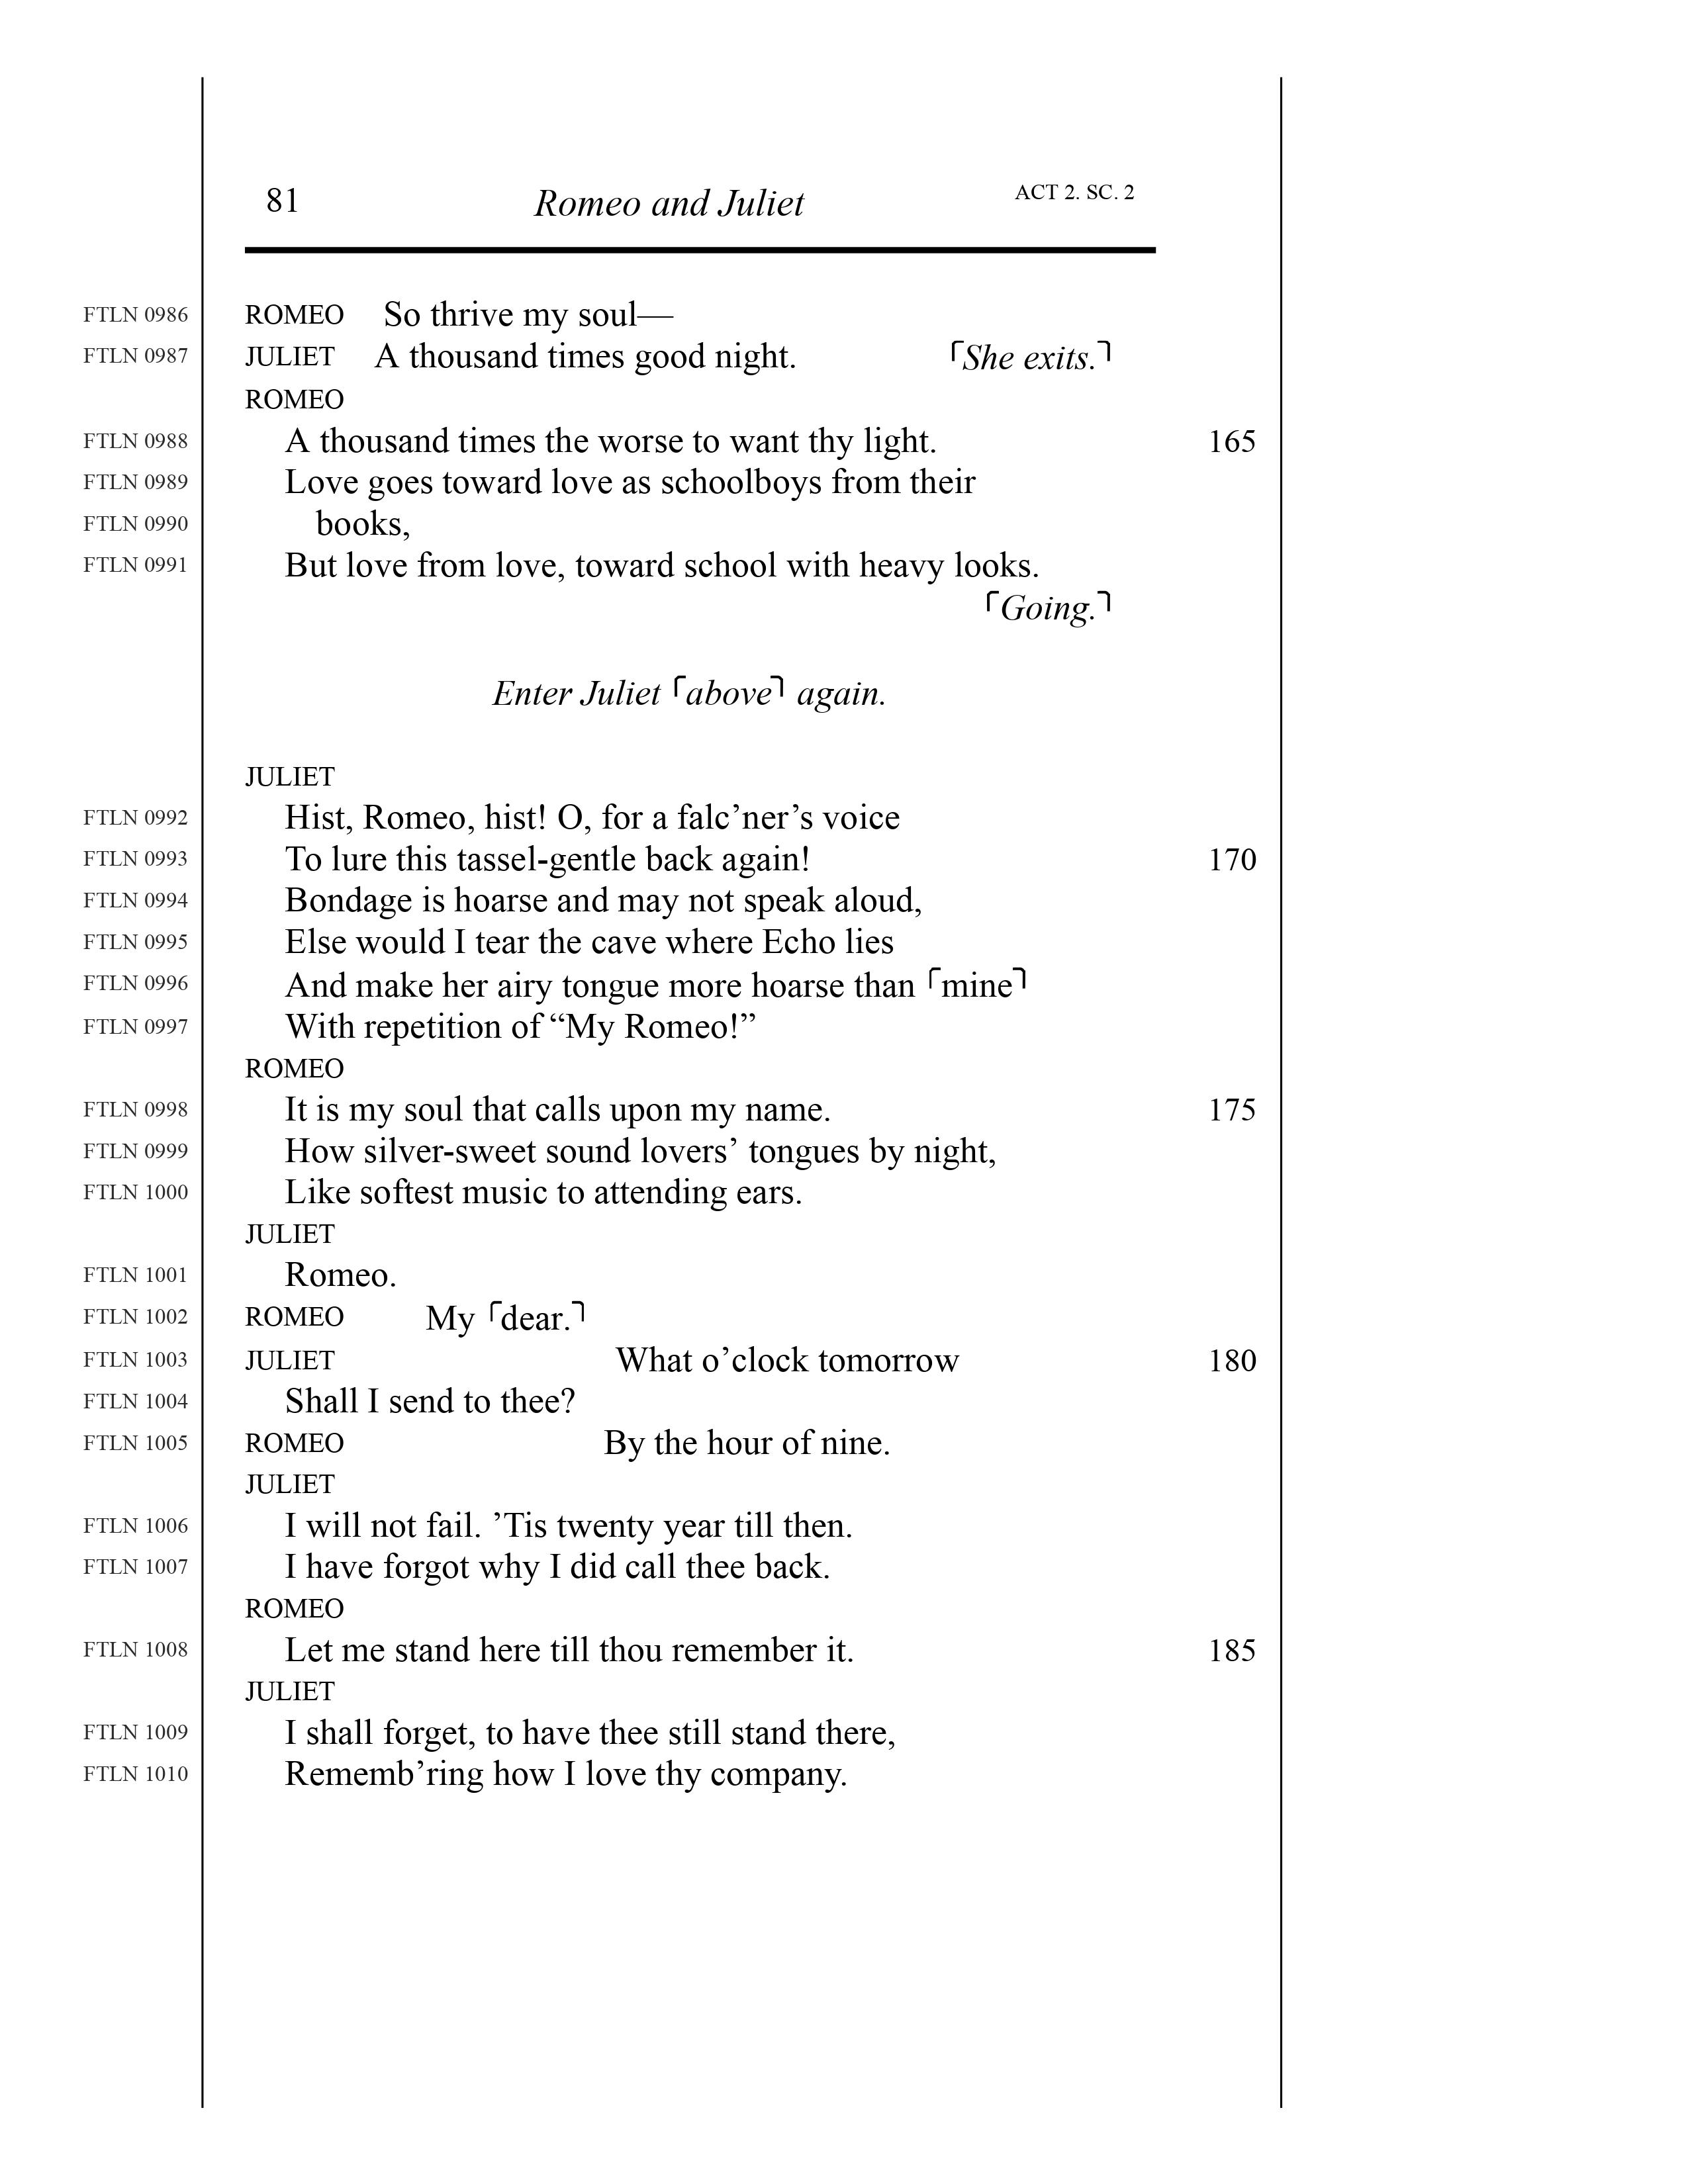 81 Romeo and Juliet ACT 2. SC. 2
FTLN 0986 ROMEO So thrive my soul—
FTLN 0987 JULIET A thousand times good night. ⌜She exits.⌝
ROMEO
FTLN 0988 A thousand times the worse to want thy light. 165
FTLN 0989 Love goes toward love as schoolboys from their
FTLN 0990 books,
FTLN 0991 But love from love, toward school with heavy looks.
⌜Going.⌝
Enter Juliet ⌜above⌝ again.
JULIET
FTLN 0992 Hist, Romeo, hist! O, for a falc’ner’s voice
FTLN 0993 To lure this tassel-gentle back again! 170
FTLN 0994 Bondage is hoarse and may not speak aloud,
FTLN 0995 Else would I tear the cave where Echo lies
FTLN 0996 And make her airy tongue more hoarse than ⌜mine⌝
FTLN 0997 With repetition of “My Romeo!”
ROMEO
FTLN 0998 It is my soul that calls upon my name. 175
FTLN 0999 How silver-sweet sound lovers’ tongues by night,
FTLN 1000 Like softest music to attending ears.
JULIET
FTLN 1001 Romeo.
FTLN 1002 ROMEO My ⌜dear.⌝
FTLN 1003 JULIET What o’clock tomorrow 180
FTLN 1004 Shall I send to thee?
FTLN 1005 ROMEO By the hour of nine.
JULIET
FTLN 1006 I will not fail. ’Tis twenty year till then.
FTLN 1007 I have forgot why I did call thee back.
ROMEO
FTLN 1008 Let me stand here till thou remember it. 185
JULIET
FTLN 1009 I shall forget, to have thee still stand there,
FTLN 1010 Rememb’ring how I love thy company.